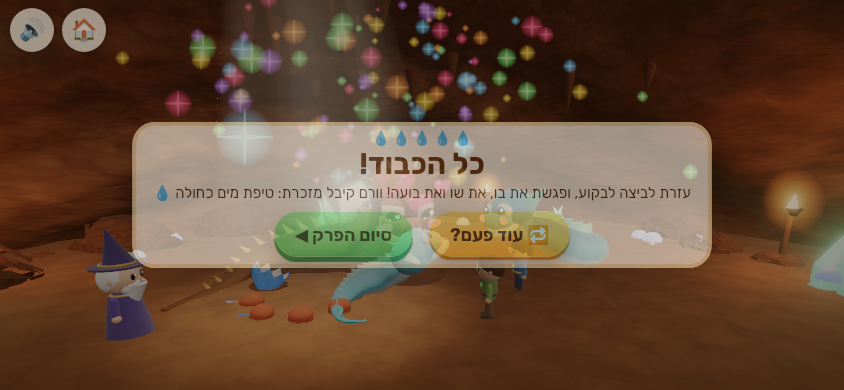 כל הכבוד!
עזרת לביצה לבקוע, ופגשת את בו, את שו ואת בועה! וורם קיבל מזכרת: טיפת מים כחולה 💧
🔁 עוד פעם?
סיום הפרק ◀